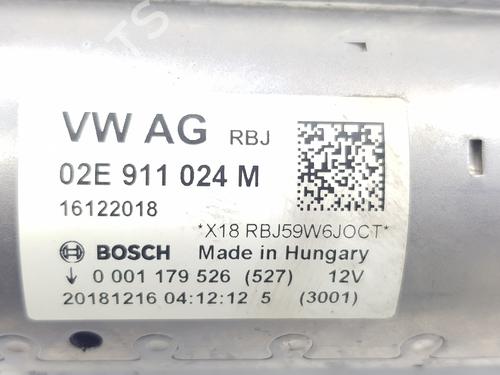 VW AG RBJ
02E 911 024 M
16122018
*X18 RBJ59W6JOCT*
BOSCH Made in Hungary
0 001 179 526 (527) 12V
20181216 04:12:12 5 (3001)